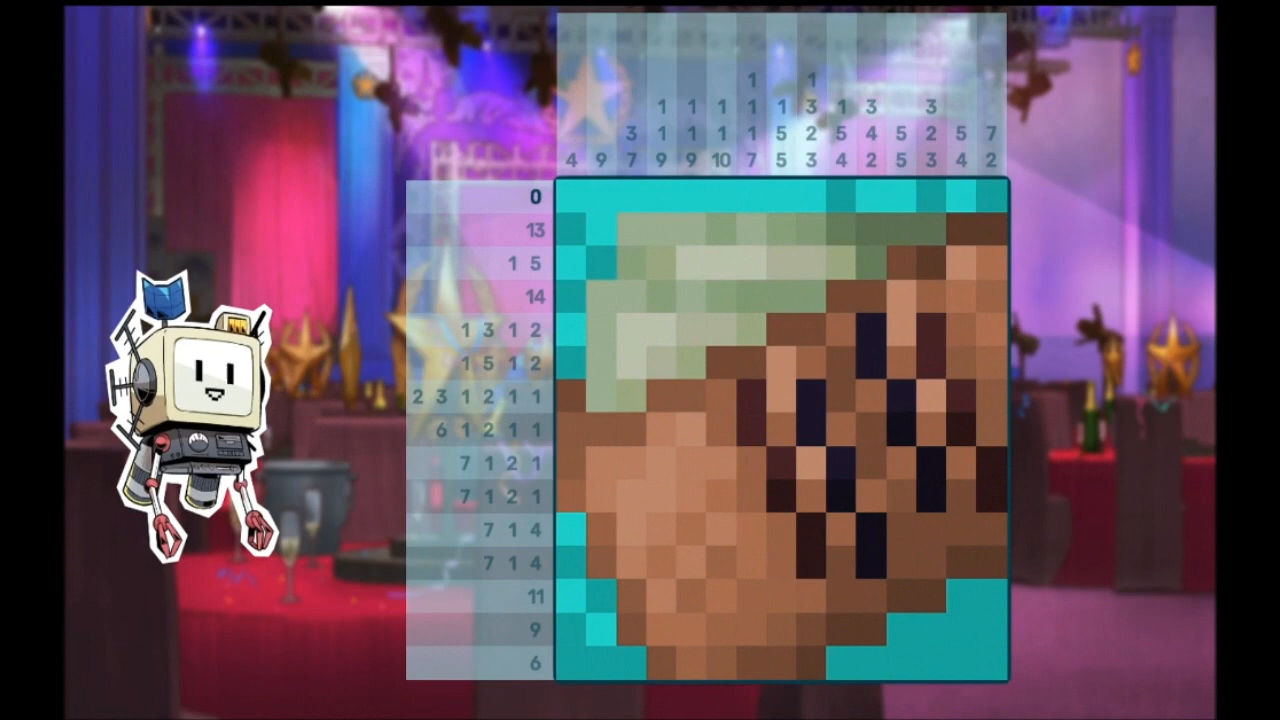 1 1
1 1 1 1 1 3 1 3 3
3 1 1 1 1 5 2 5 4 5 2 5 7
4 9 7 9 9 10 7 5 3 4 2 5 3 4 2
0
13
1 5
14
1 3 1 2
1 5 1 2
2 3 1 2 1 1
6 1 2 1 1
7 1 2 1
7 1 2 1
7 1 4
7 1 4
11
9
6